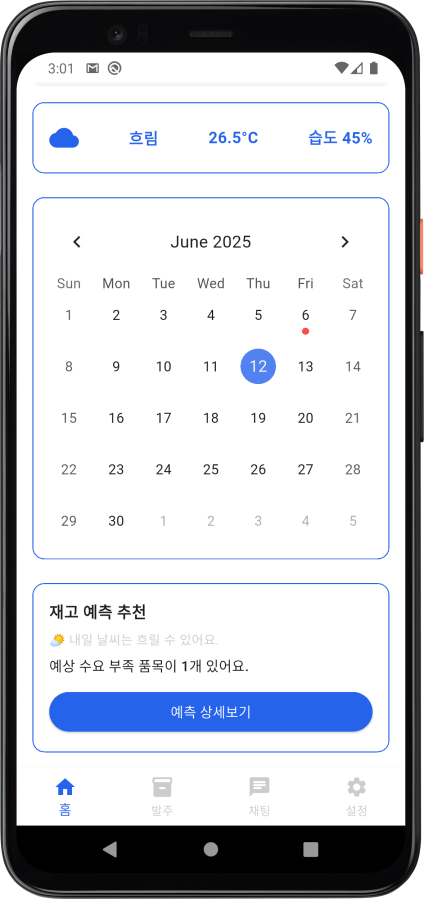 3:01
흐림 26.5°C 습도 45%
June 2025
Sun Mon Tue Wed Thu Fri Sat
1 2 3 4 5 6 7
8 9 10 11 12 13 14
15 16 17 18 19 20 21
22 23 24 25 26 27 28
29 30 1 2 3 4 5
재고 예측 추천
내일 날씨는 흐릴 수 있어요.
예상 수요 부족 품목이 1개 있어요.
예측 상세보기
홈 발주 채팅 설정